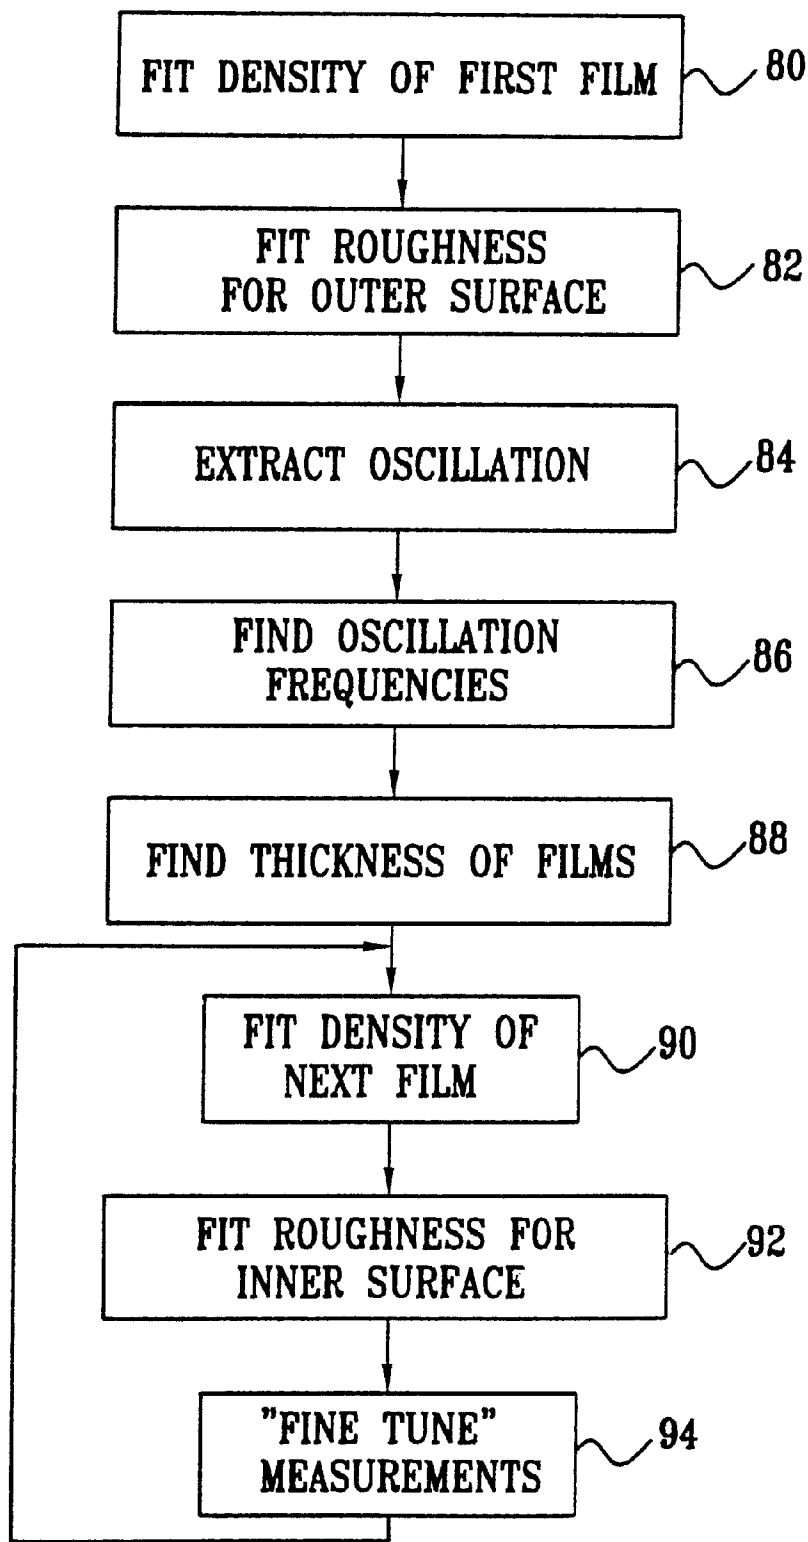 FIT DENSITY OF FIRST FILM
80
FIT ROUGHNESS
FOR OUTER SURFACE
82
EXTRACT OSCILLATION
84
FIND OSCILLATION
FREQUENCIES
86
FIND THICKNESS OF FILMS
88
FIT DENSITY OF
NEXT FILM
90
FIT ROUGHNESS FOR
INNER SURFACE
92
"FINE TUNE"
MEASUREMENTS
94